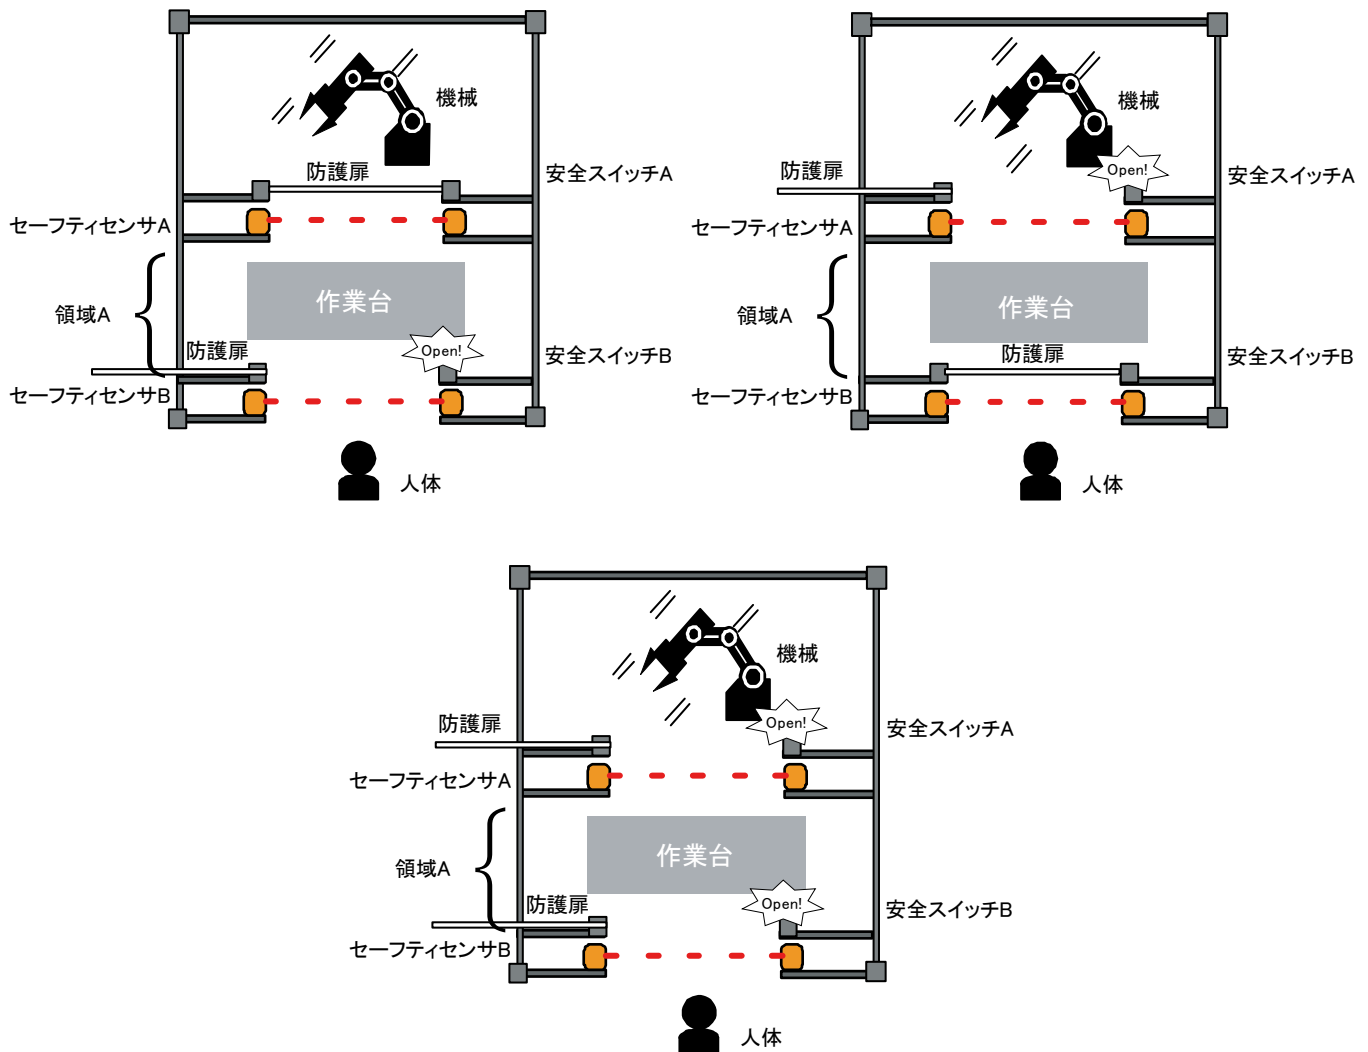 機械
防護扉
安全スイッチA
セーフティセンサA
作業台
領域A
Open!
防護扉
安全スイッチB
セーフティセンサB
人体
機械
Open!
防護扉
安全スイッチA
セーフティセンサA
作業台
領域A
防護扉
安全スイッチB
セーフティセンサB
人体
機械
Open!
防護扉
安全スイッチA
セーフティセンサA
作業台
領域A
Open!
防護扉
安全スイッチB
セーフティセンサB
人体